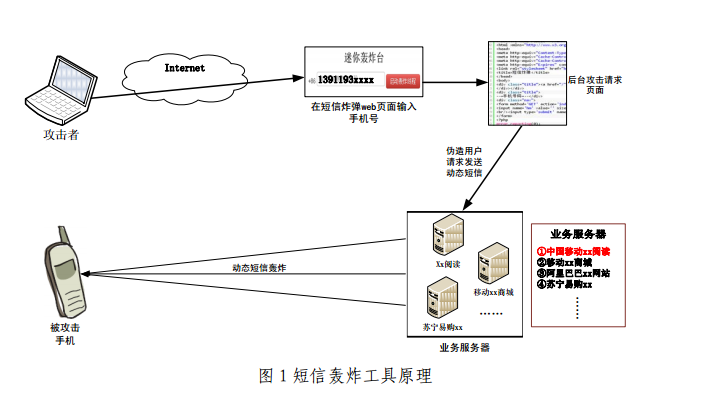 Internet
迷你轰炸台
+86
1391193xxxx
启动轰炸行程
攻击者
在短信炸弹web页面输入
手机号
后台攻击请求
页面
伪造用户
请求发送
动态短信
Xx阅读
移动xx商城
苏宁易购xx
……
业务服务器
业务服务器
①中国移动xx阅读
②移动xx商城
③阿里巴巴xx网站
④苏宁易购xx
……
动态短信轰炸
被攻击
手机
图 1 短信轰炸工具原理